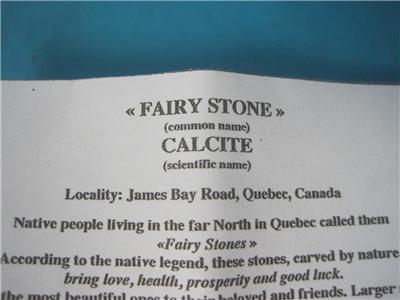 « FAIRY STONE »
(common name)
CALCITE
(scientific name)
Locality: James Bay Road, Quebec, Canada
Native people living in the far North in Quebec called them
«Fairy Stones »
According to the native legend, these stones, carved by nature,
bring love, health, prosperity and good luck.
the most beautiful ones to their beloved and friends. Larger